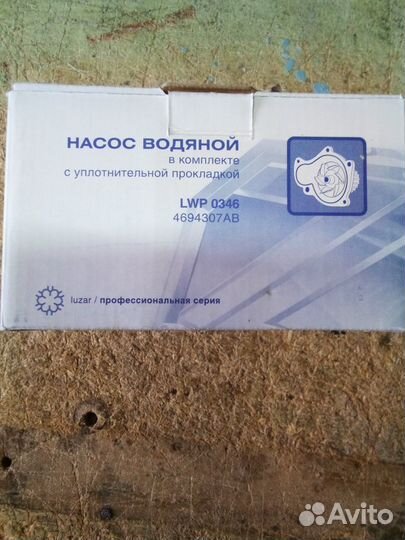 НАСОС ВОДЯНОЙ
в комплекте
с уплотнительной прокладкой
LWP 0346
4694307AB
luzar / профессиональная серия
Avito